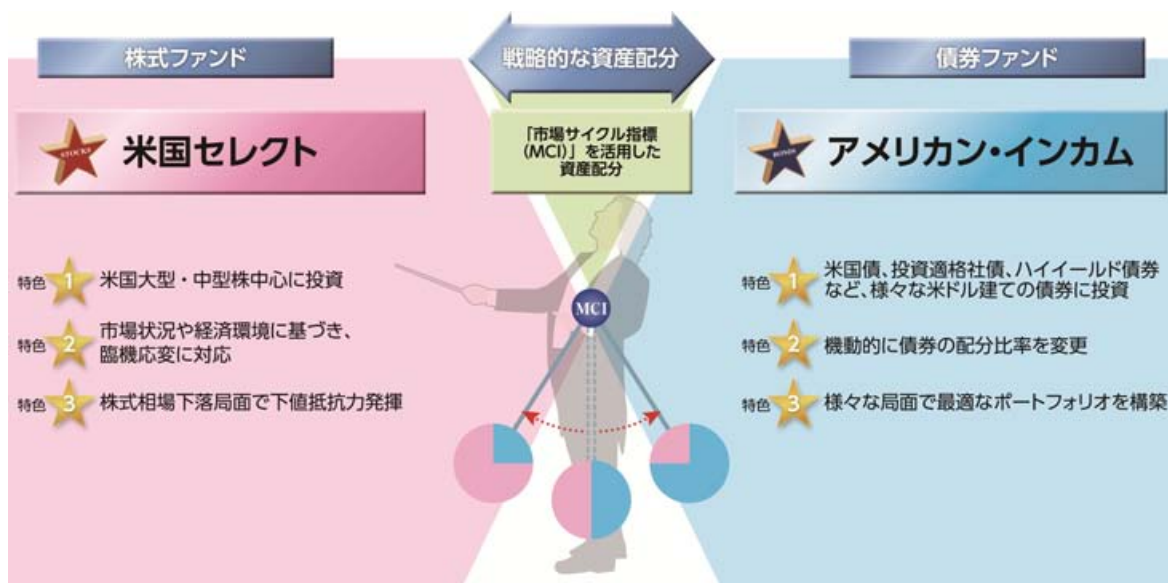 株式ファンド
戦略的な資産配分
債券ファンド
STOCKS
米国セレクト
「市場サイクル指標
(MCI)」を活用した
資産配分
BONDS
アメリカン・インカム
特色 1 米国大型・中型株中心に投資
特色 2 市場状況や経済環境に基づき、
臨機応変に対応
特色 3 株式相場下落局面で下値抵抗力発揮
MCI
特色 1 米国債、投資適格社債、ハイイールド債券
など、様々な米ドル建ての債券に投資
特色 2 機動的に債券の配分比率を変更
特色 3 様々な局面で最適なポートフォリオを構築